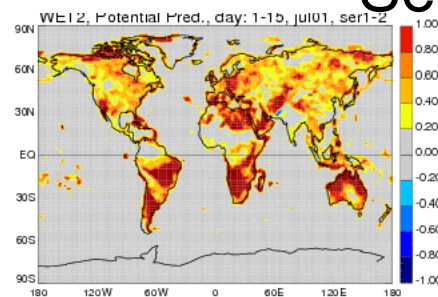 Se
WET2, Potential Pred., day: 1-15, jul01, ser1-2
90N
60N
30N
EQ
30S
60S
90S
180 120W 60W 0 60E 120E 180
1.00
0.80
0.60
0.40
0.20
0.00
-0.20
-0.40
-0.60
-0.80
-1.00